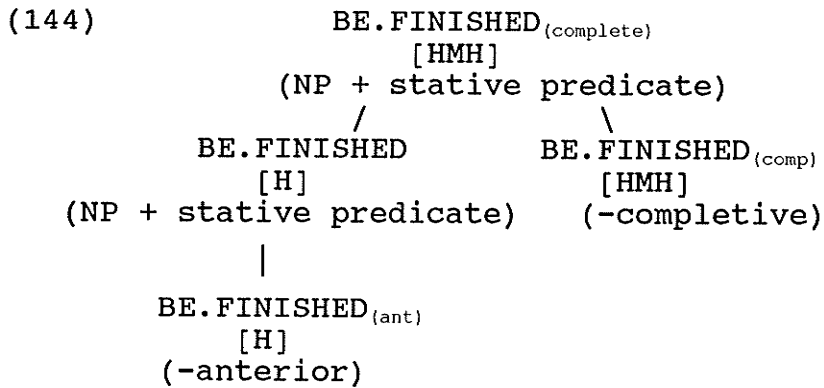 (144) BE.FINISHED(complete)
[HMH]
(NP + stative predicate)
/ \
BE.FINISHED BE.FINISHED(comp)
[H] [HMH]
(NP + stative predicate) (-completive)
|
BE.FINISHED(ant)
[H]
(-anterior)